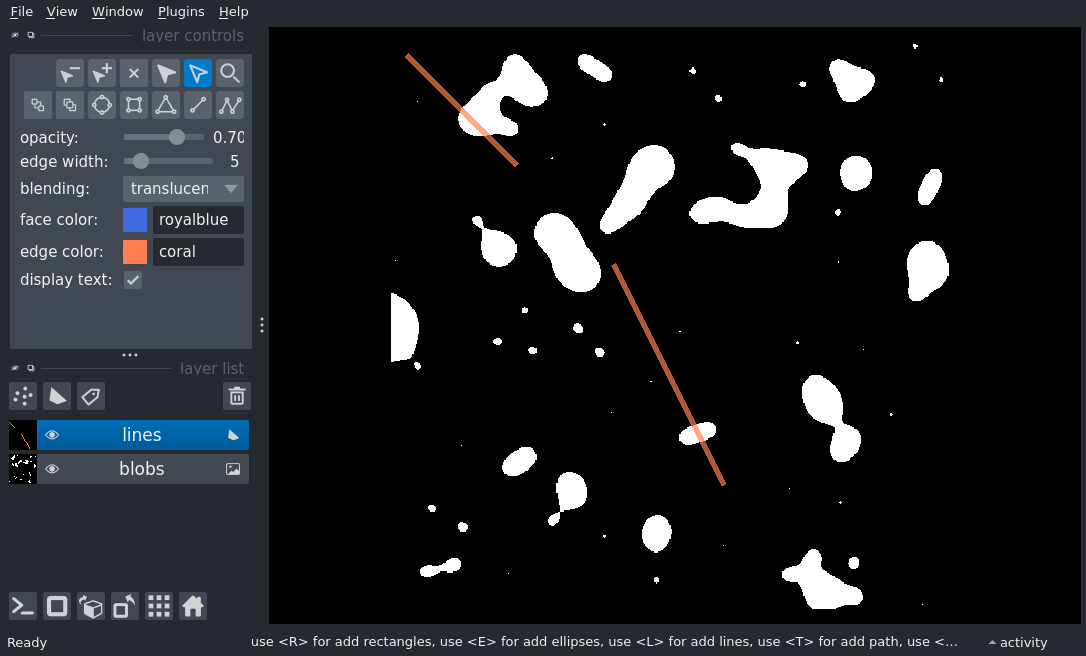 File View Window Plugins Help
layer controls
opacity: 0.70
edge width: 5
blending: translucen
face color: royalblue
edge color: coral
display text:
layer list
lines
blobs
Ready use <R> for add rectangles, use <E> for add ellipses, use <L> for add lines, use <T> for add path, use <... activity